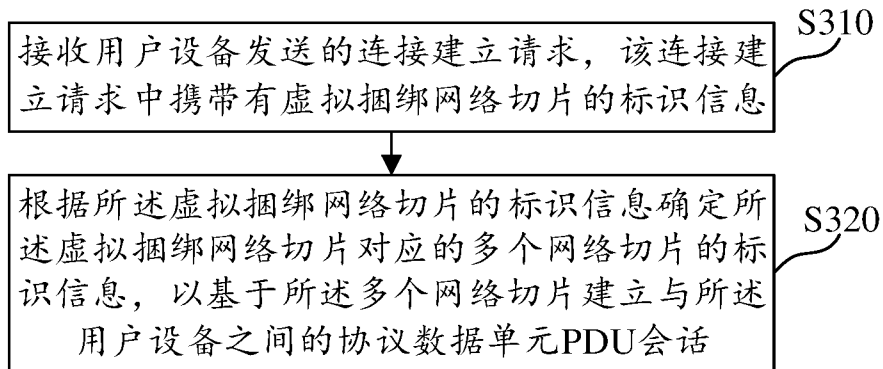 接收用户设备发送的连接建立请求，该连接建
立请求中携带有虚拟捆绑网络切片的标识信息
S310
根据所述虚拟捆绑网络切片的标识信息确定所
述虚拟捆绑网络切片对应的多个网络切片的标
识信息，以基于所述多个网络切片建立与所述
用户设备之间的协议数据单元PDU会话
S320